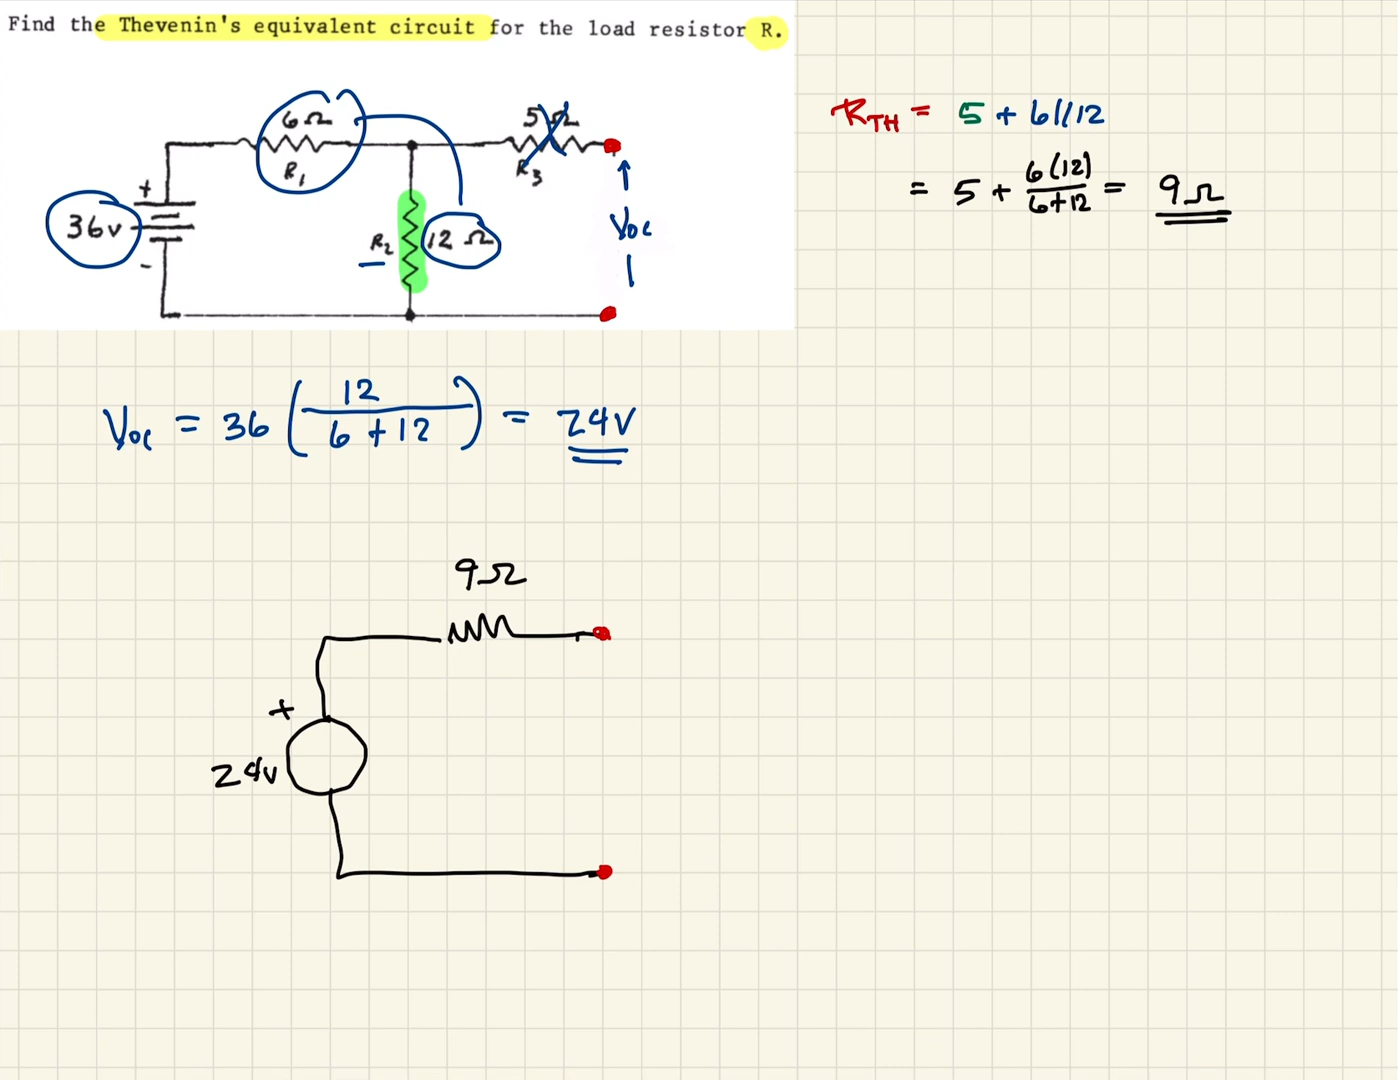 Find the Thevenin's equivalent circuit for the load resistor R.
6Ω
R₁
5Ω
R₃
+
36v
-
R₂
12 Ω
Voc
R_TH = 5 + 6//12
= 5 + 6(12)/6+12 = 9Ω
Voc = 36 (12/6+12) = 24V
9Ω
+
24v